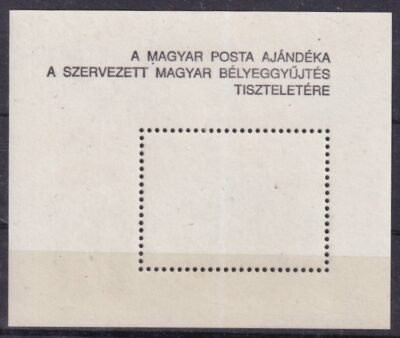 A MAGYAR POSTA AJÁNDÉKA
A SZERVEZETT MAGYAR BÉLYEGGYŰJTÉS
TISZTELETÉRE